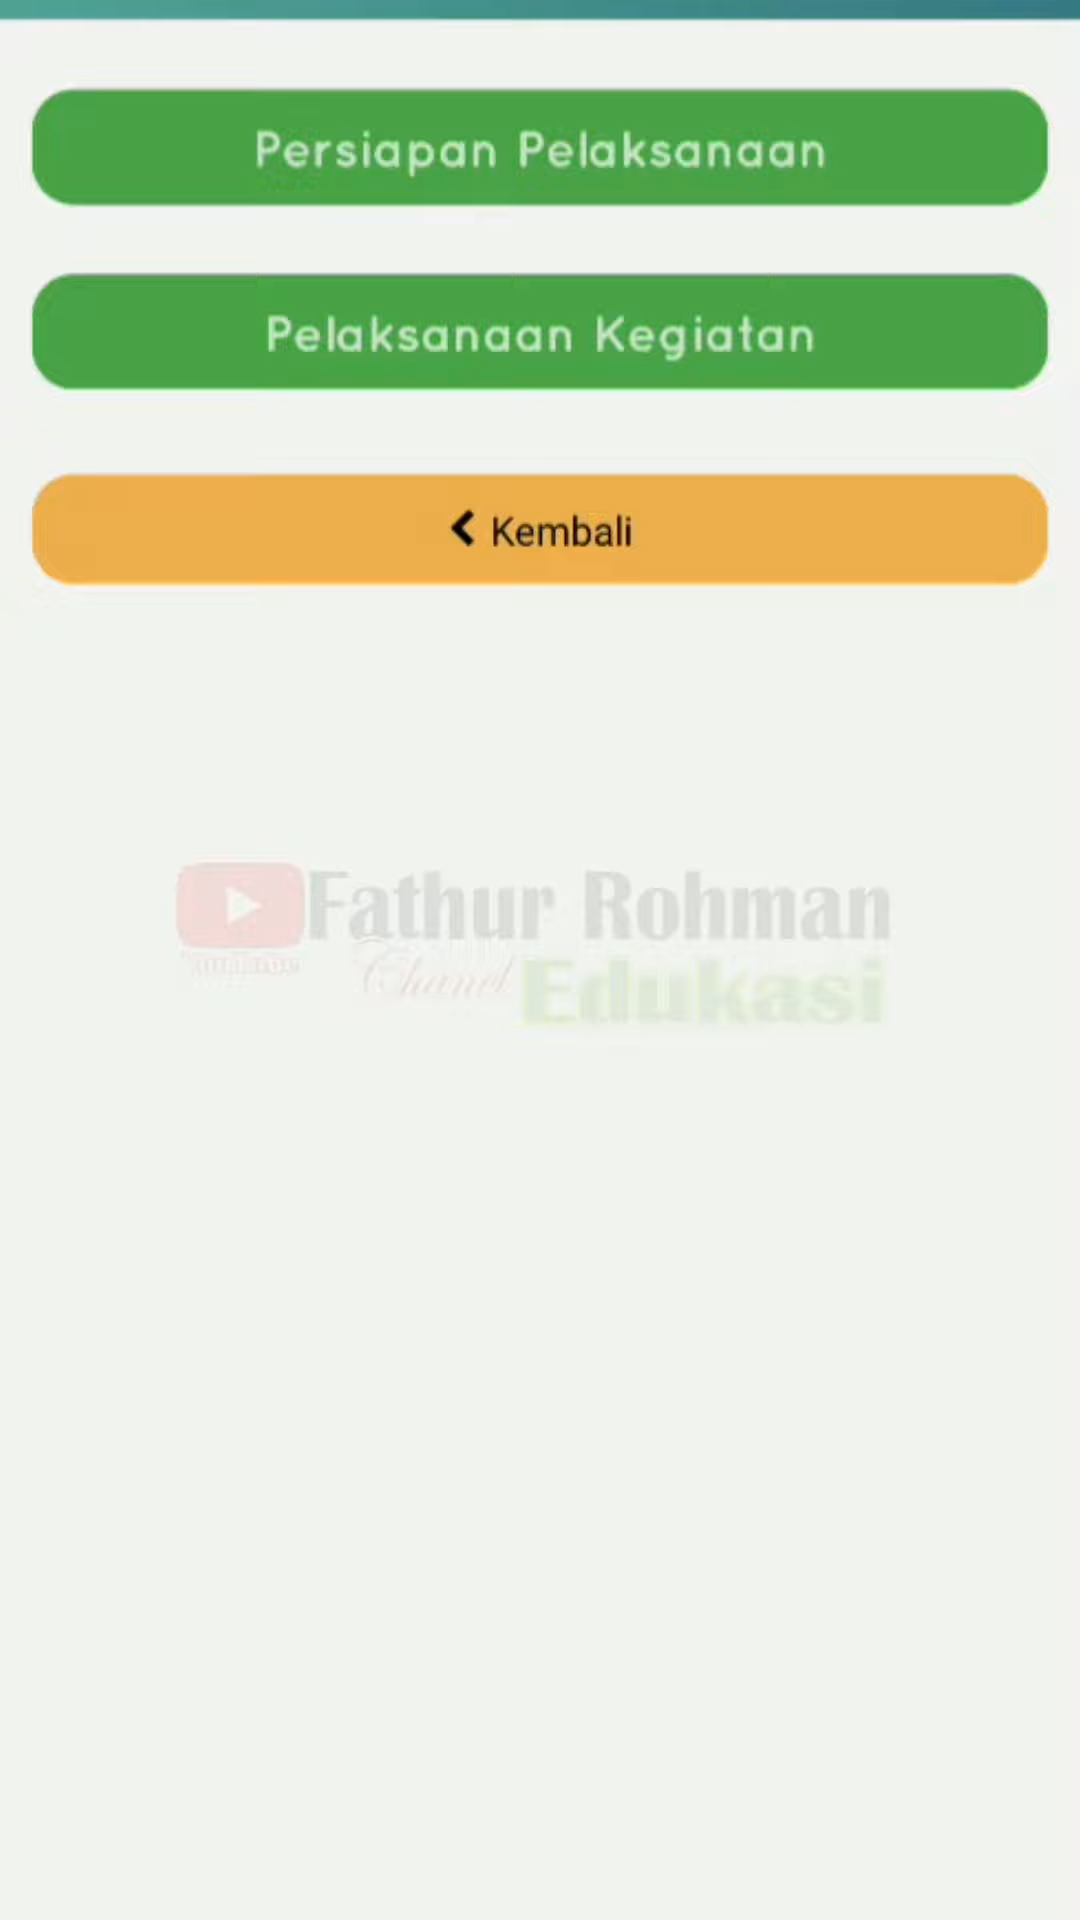 Persiapan Pelaksanaan
Pelaksanaan Kegiatan
Kembali
Fathur Rohman
Chanel Edukasi